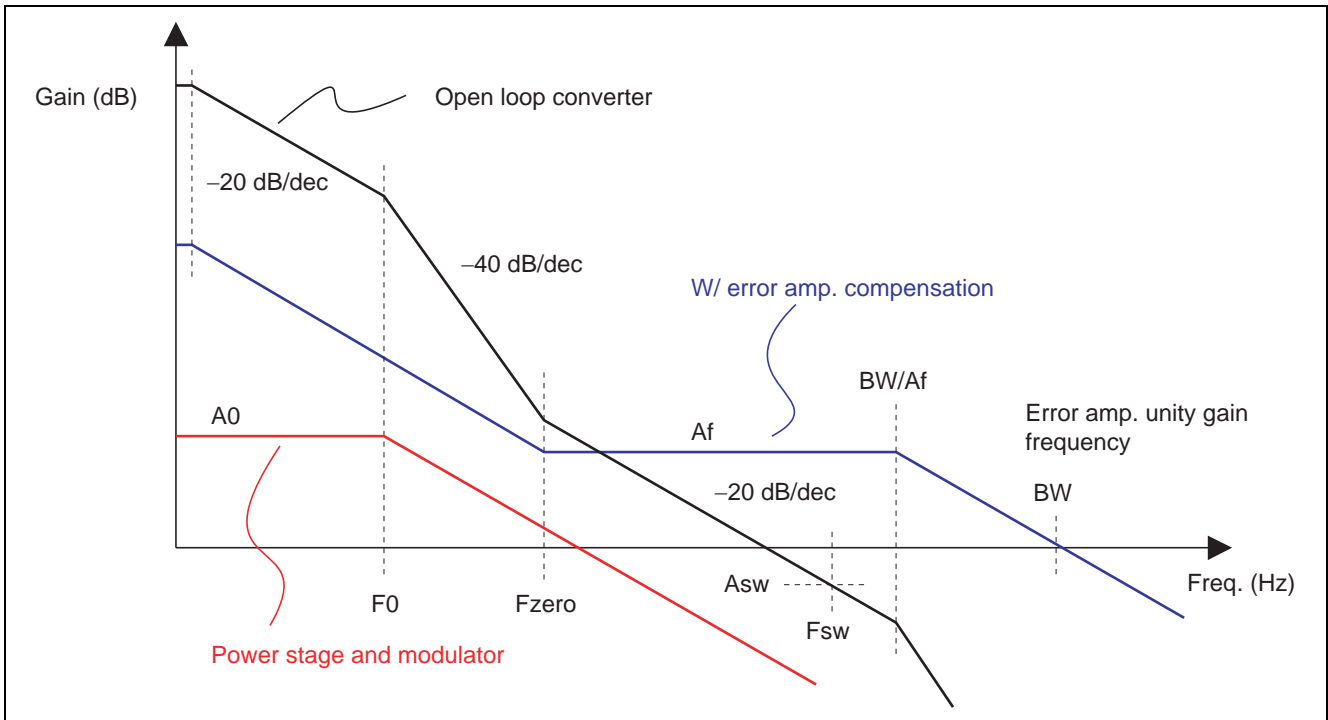 Gain (dB)
Open loop converter
–20 dB/dec
–40 dB/dec
W/ error amp. compensation
BW/Af
A0
Af
Error amp. unity gain
frequency
–20 dB/dec
BW
Asw
Freq. (Hz)
F0
Fzero
Fsw
Power stage and modulator